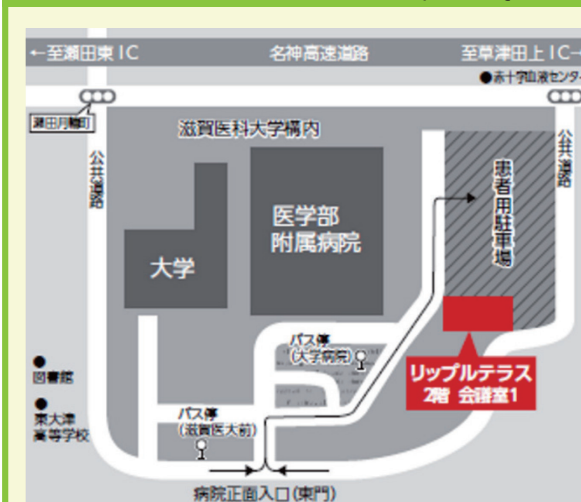 ←至瀬田東IC
名神高速道路
至草津田上IC→
●赤十字血液センター
瀬田月輪町
滋賀医科大学構内
公共道路
公共道路
患者用駐車場
医学部
附属病院
大学
バス停
(大学病院)
リップルテラス
2階 会議室1
●
図書館
●
東大津
高等学校
バス停
(滋賀医大前)
病院正面入口(東門)